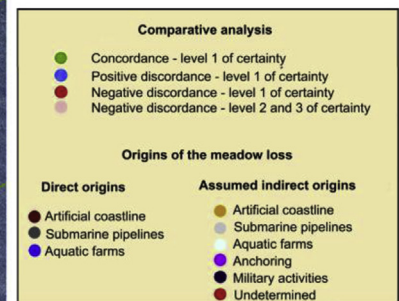 Comparative analysis
Concordance - level 1 of certainty
Positive discordance - level 1 of certainty
Negative discordance - level 1 of certainty
Negative discordance - level 2 and 3 of certainty
Origins of the meadow loss
Direct origins
Artificial coastline
Submarine pipelines
Aquatic farms
Assumed indirect origins
Artificial coastline
Submarine pipelines
Aquatic farms
Anchoring
Military activities
Undetermined